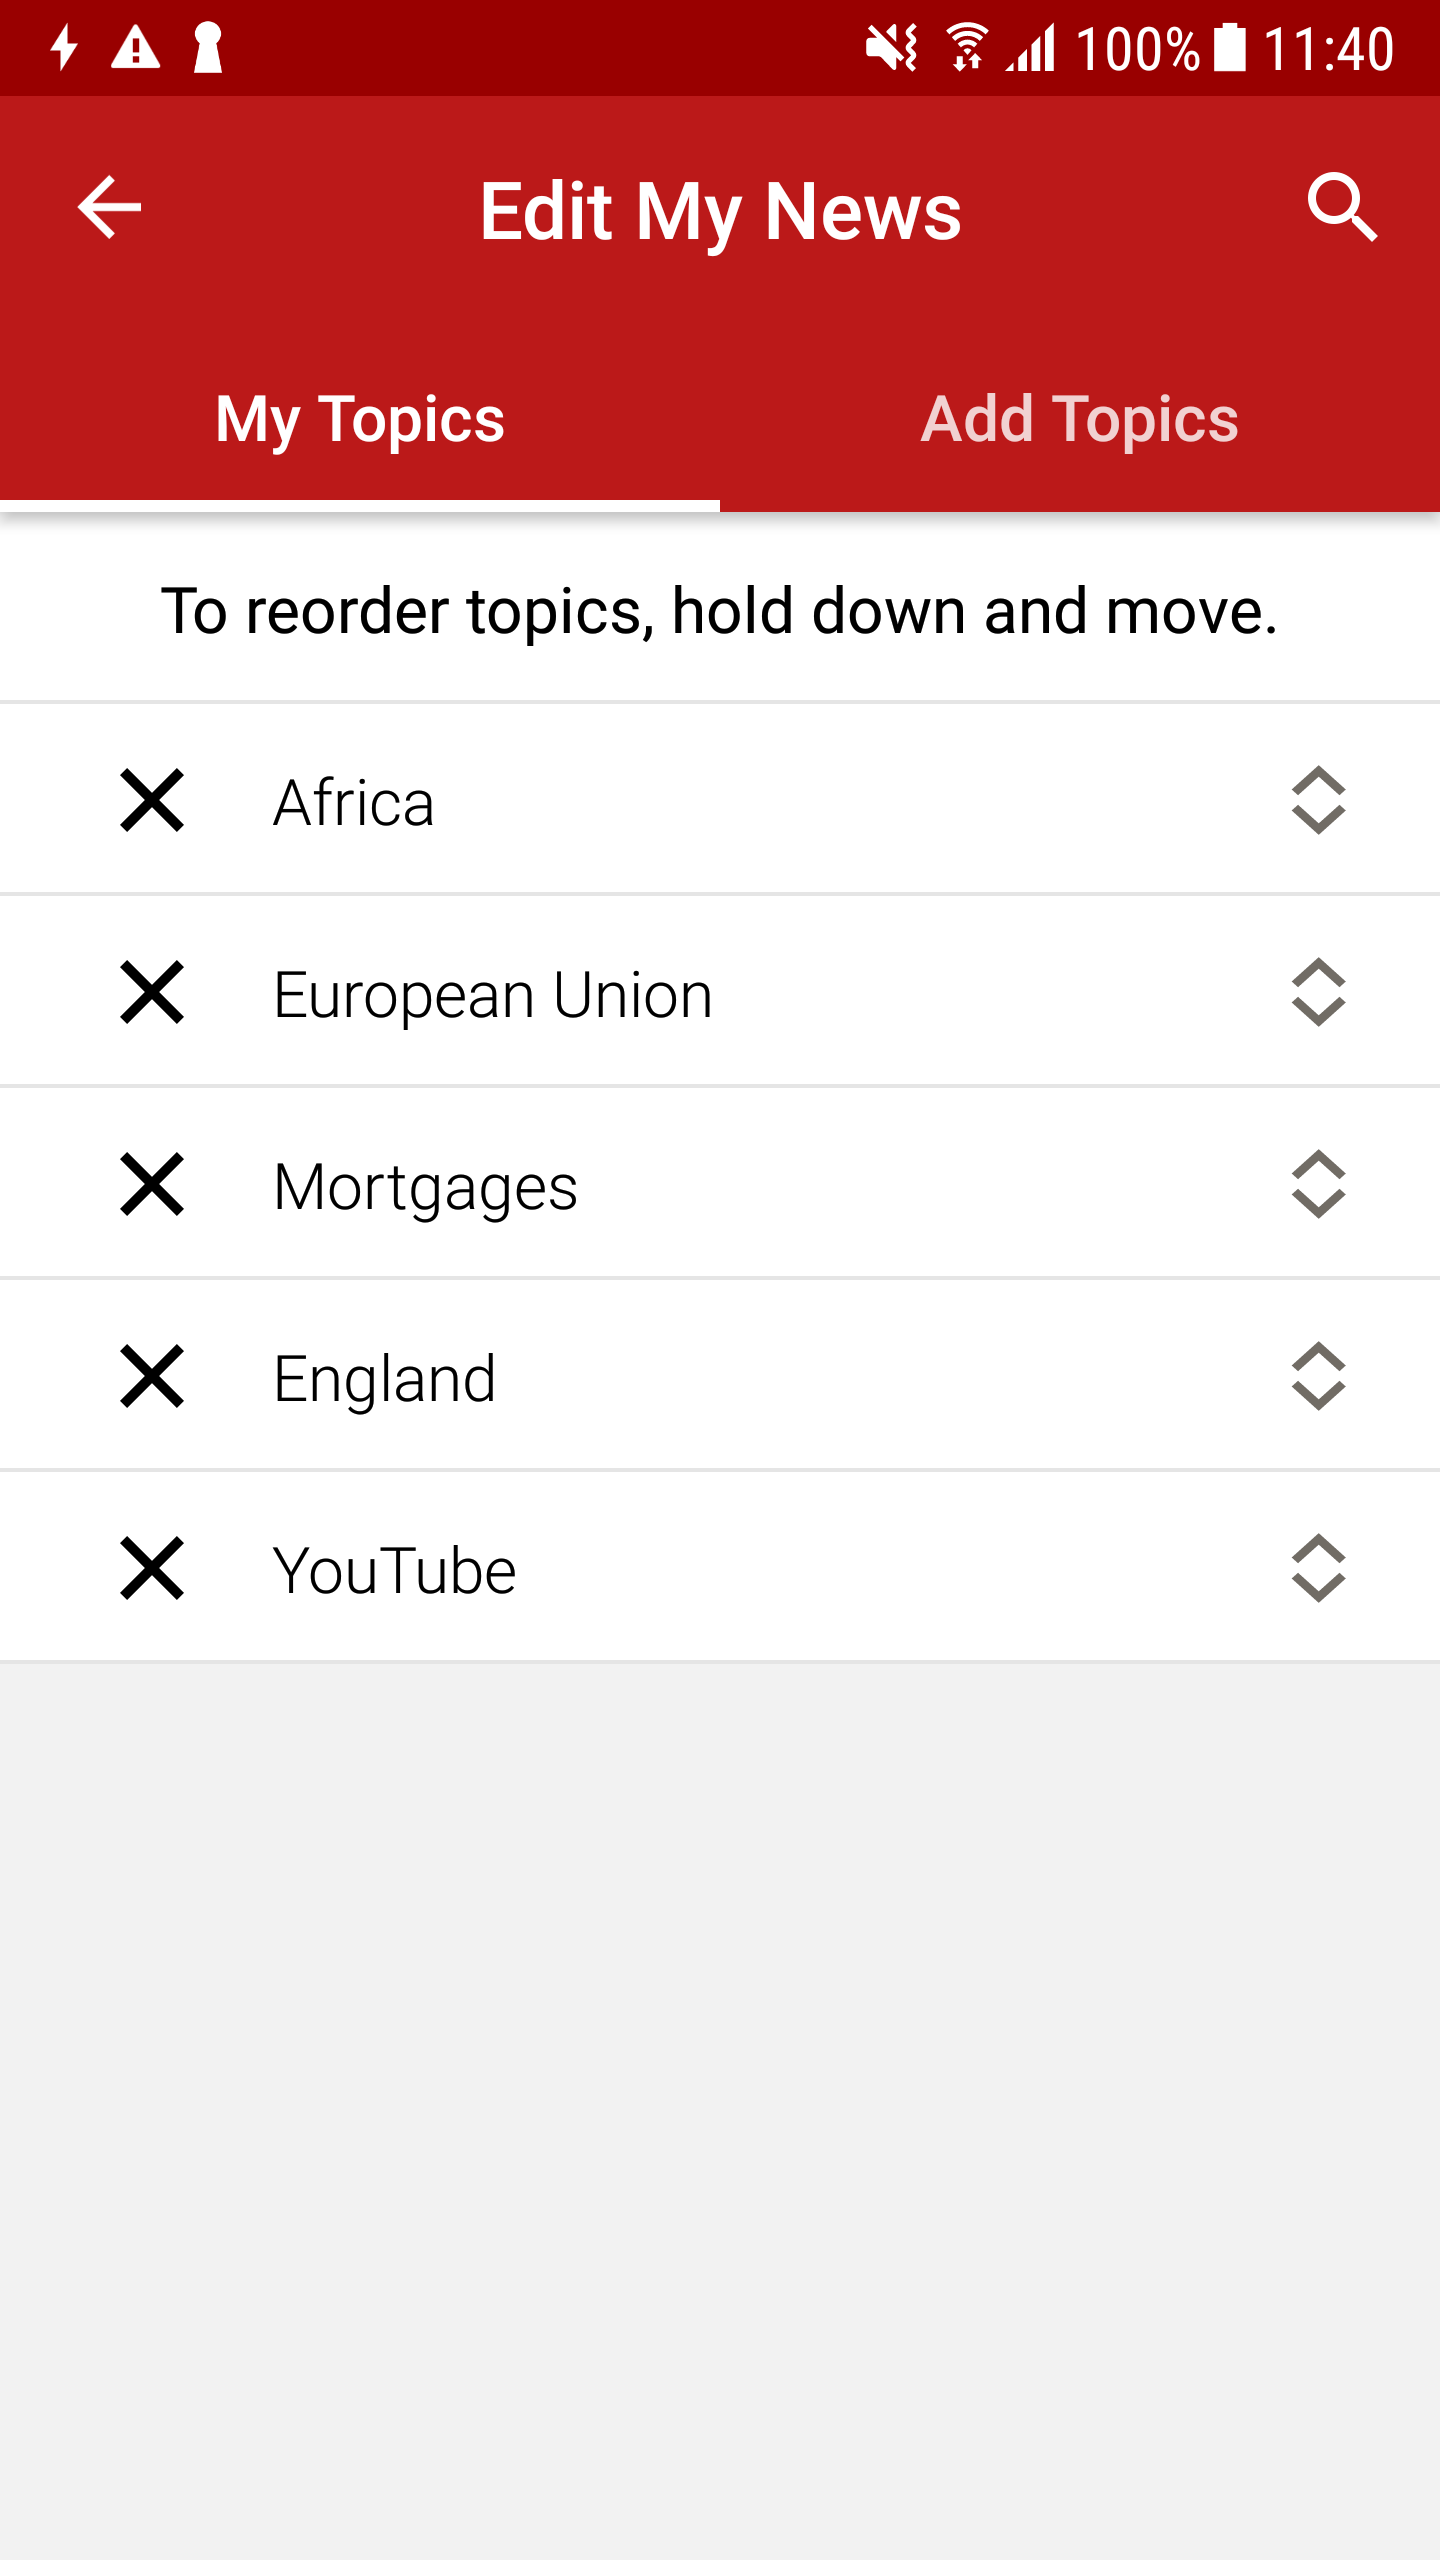 100% 11:40
Edit My News
My Topics Add Topics
To reorder topics, hold down and move.
Africa
European Union
Mortgages
England
YouTube